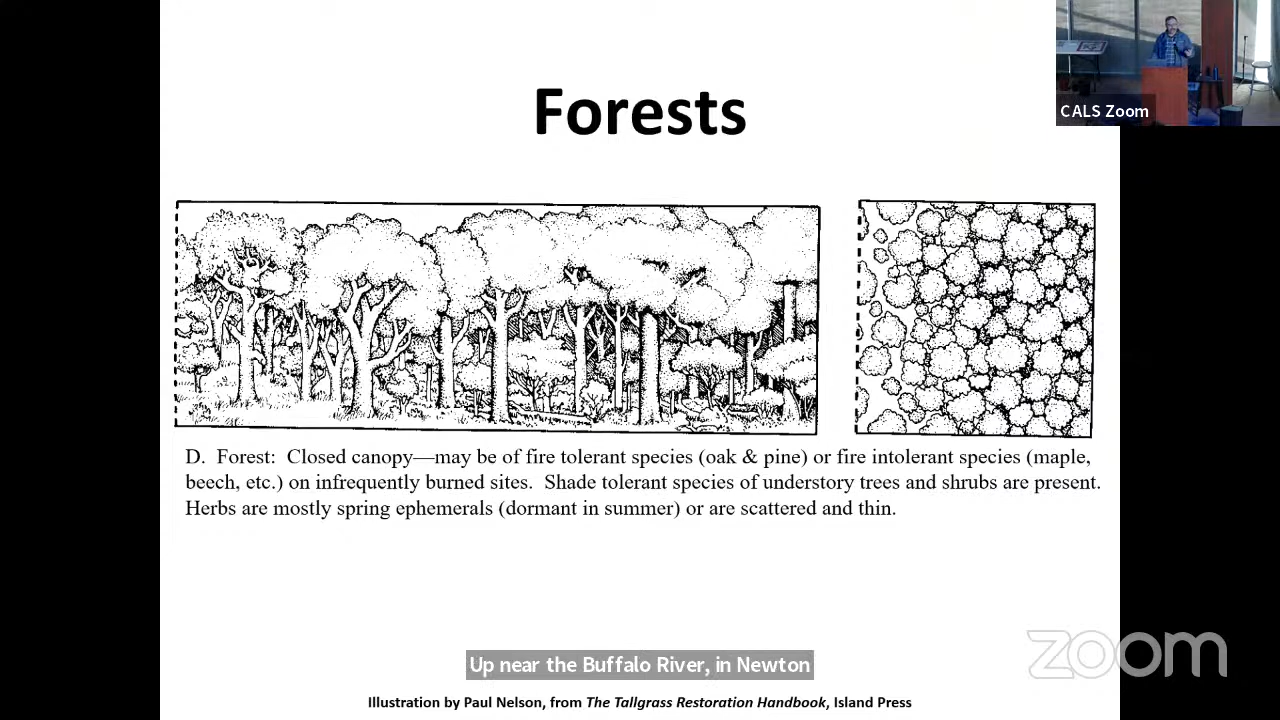 Forests
CALS Zoom
D. Forest: Closed canopy—may be of fire tolerant species (oak & pine) or fire intolerant species (maple,
beech, etc.) on infrequently burned sites. Shade tolerant species of understory trees and shrubs are present.
Herbs are mostly spring ephemerals (dormant in summer) or are scattered and thin.
zoom
Up near the Buffalo River, in Newton
Illustration by Paul Nelson, from The Tallgrass Restoration Handbook, Island Press